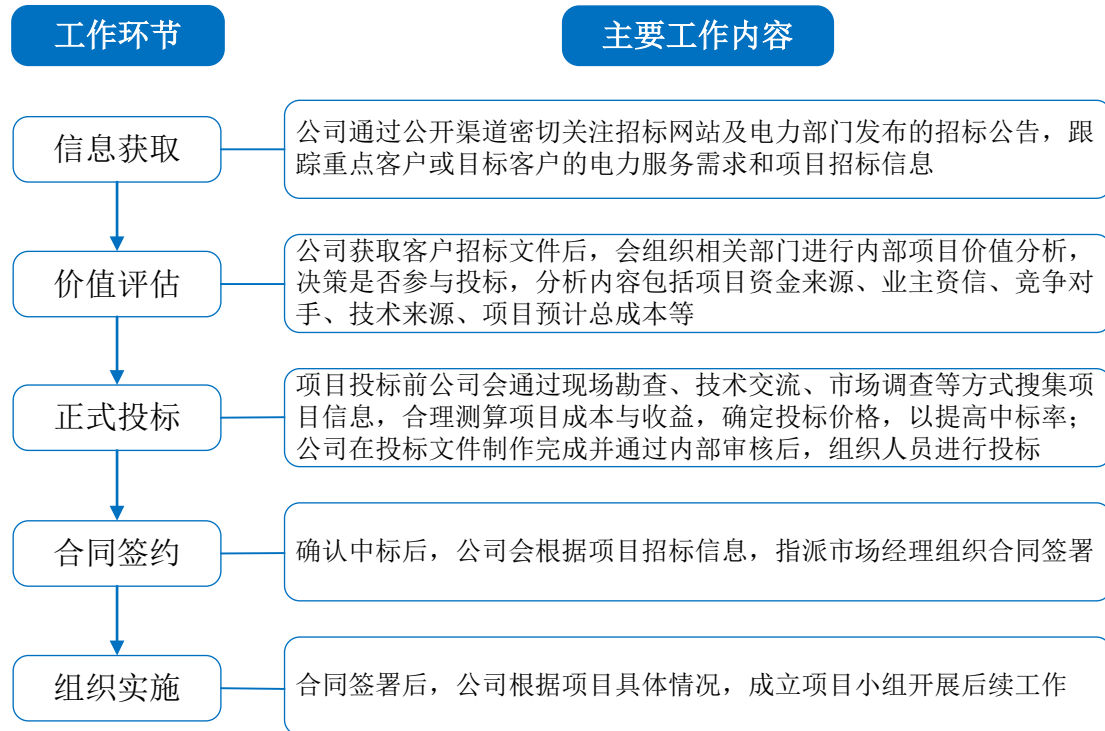 工作环节
主要工作内容
信息获取
公司通过公开渠道密切关注招标网站及电力部门发布的招标公告，跟
踪重点客户或目标客户的电力服务需求和项目招标信息
价值评估
公司获取客户招标文件后，会组织相关部门进行内部项目价值分析，
决策是否参与投标，分析内容包括项目资金来源、业主资信、竞争对
手、技术来源、项目预计总成本等
正式投标
项目投标前公司会通过现场勘查、技术交流、市场调查等方式搜集项
目信息，合理测算项目成本与收益，确定投标价格，以提高中标率；
公司在投标文件制作完成并通过内部审核后，组织人员进行投标
合同签约
确认中标后，公司会根据项目招标信息，指派市场经理组织合同签署
组织实施
合同签署后，公司根据项目具体情况，成立项目小组开展后续工作